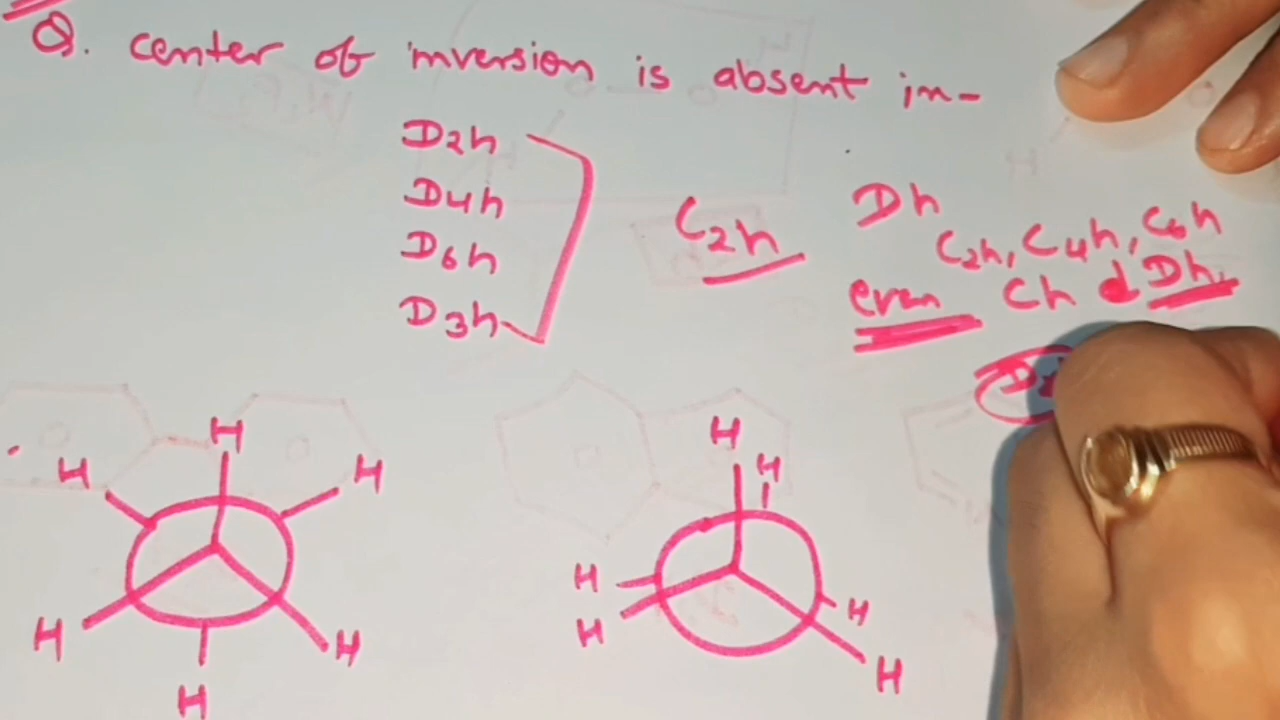 Q. center of inversion is absent in-
D2h
D4h
D6h
D3h
C2h
Dh
C2h, C4h, C6h
even Ch d Dh,
H
H
H
H
H
H
H
H
H
H
H
H